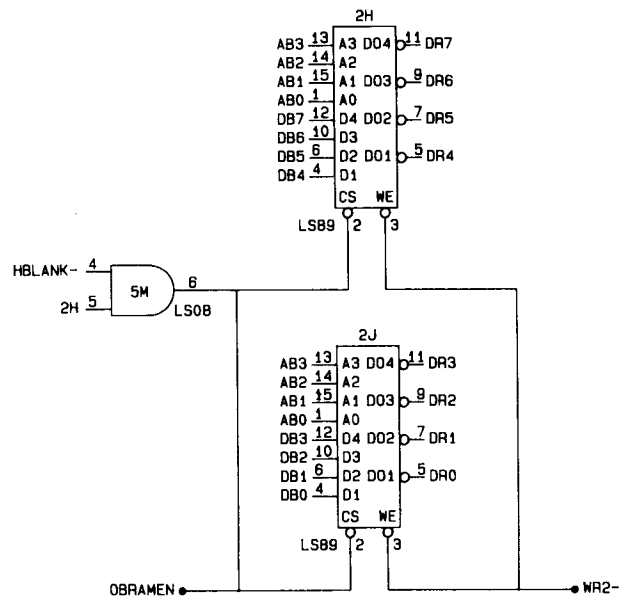 2H
AB3 13 A3 DO4 11 DR7
AB2 14 A2
AB1 15 A1 DO3 9 DR6
AB0 1 A0
DB7 12 D4 DO2 7 DR5
DB6 10 D3
DB5 6 D2 DO1 5 DR4
DB4 4 D1
CS WE
LS89 2 3
HBLANK- 4
5M 6
2H 5 LS08
2J
AB3 13 A3 DO4 11 DR3
AB2 14 A2
AB1 15 A1 DO3 9 DR2
AB0 1 A0
DB3 12 D4 DO2 7 DR1
DB2 10 D3
DB1 6 D2 DO1 5 DR0
DB0 4 D1
CS WE
LS89 2 3
OBRAMEN WR2-